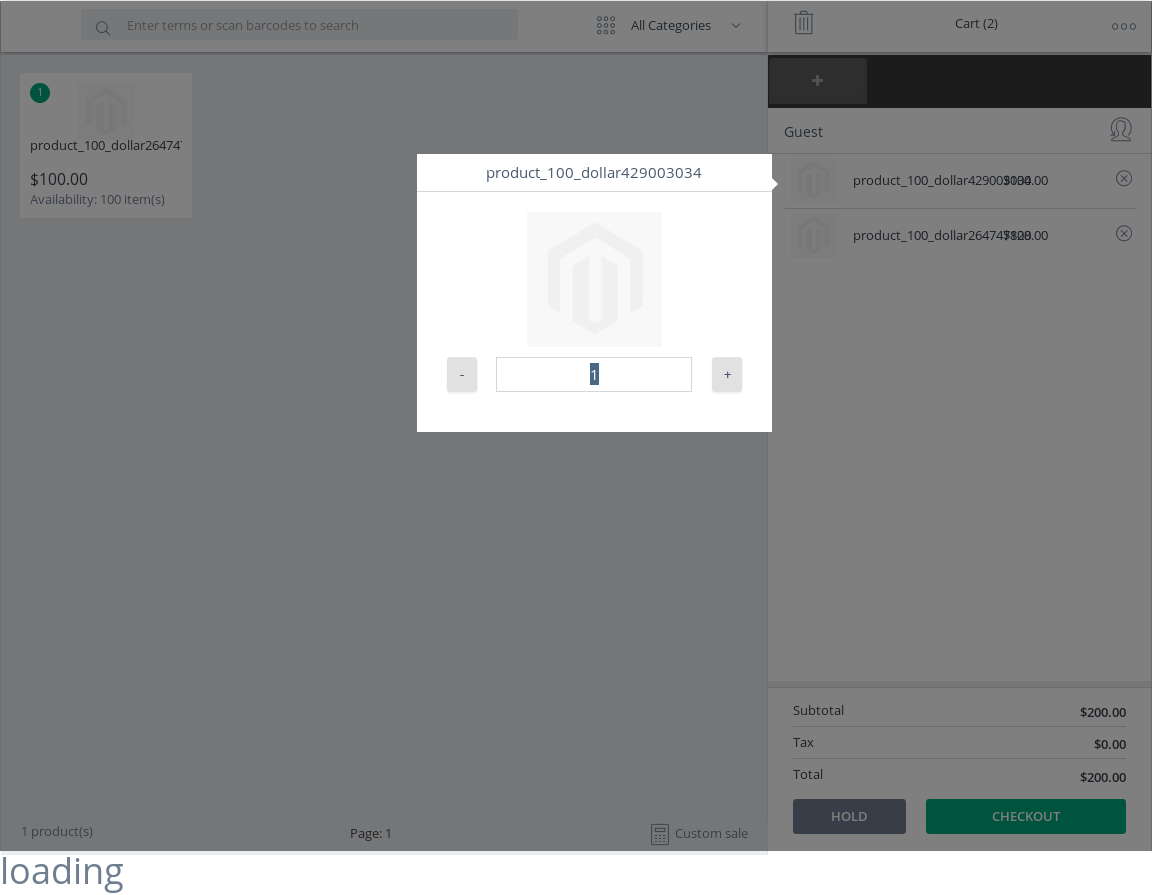 Enter terms or scan barcodes to search
All Categories
Cart (2)
1
product_100_dollar26474
$100.00
Availability: 100 item(s)
+
Guest
product_100_dollar429003034
$100.00
product_100_dollar26474
$100.00
product_100_dollar429003034
-
1
+
Subtotal
$200.00
Tax
$0.00
Total
$200.00
HOLD
CHECKOUT
1 product(s)
Page: 1
Custom sale
loading